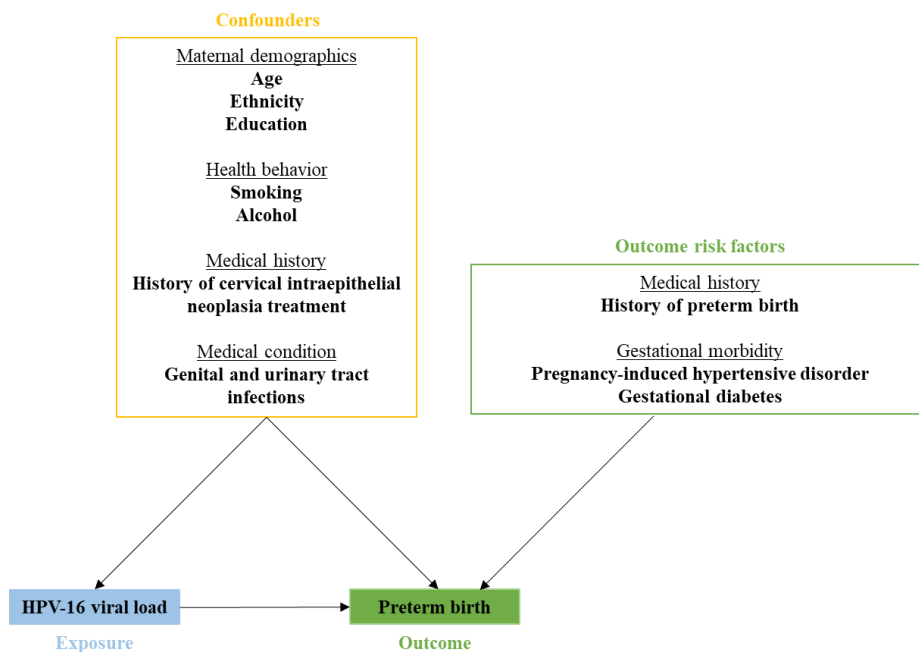 Confounders
Maternal demographics
Age
Ethnicity
Education
Health behavior
Smoking
Alcohol
Medical history
History of cervical intraepithelial
neoplasia treatment
Medical condition
Genital and urinary tract
infections
Outcome risk factors
Medical history
History of preterm birth
Gestational morbidity
Pregnancy-induced hypertensive disorder
Gestational diabetes
HPV-16 viral load
Exposure
Preterm birth
Outcome